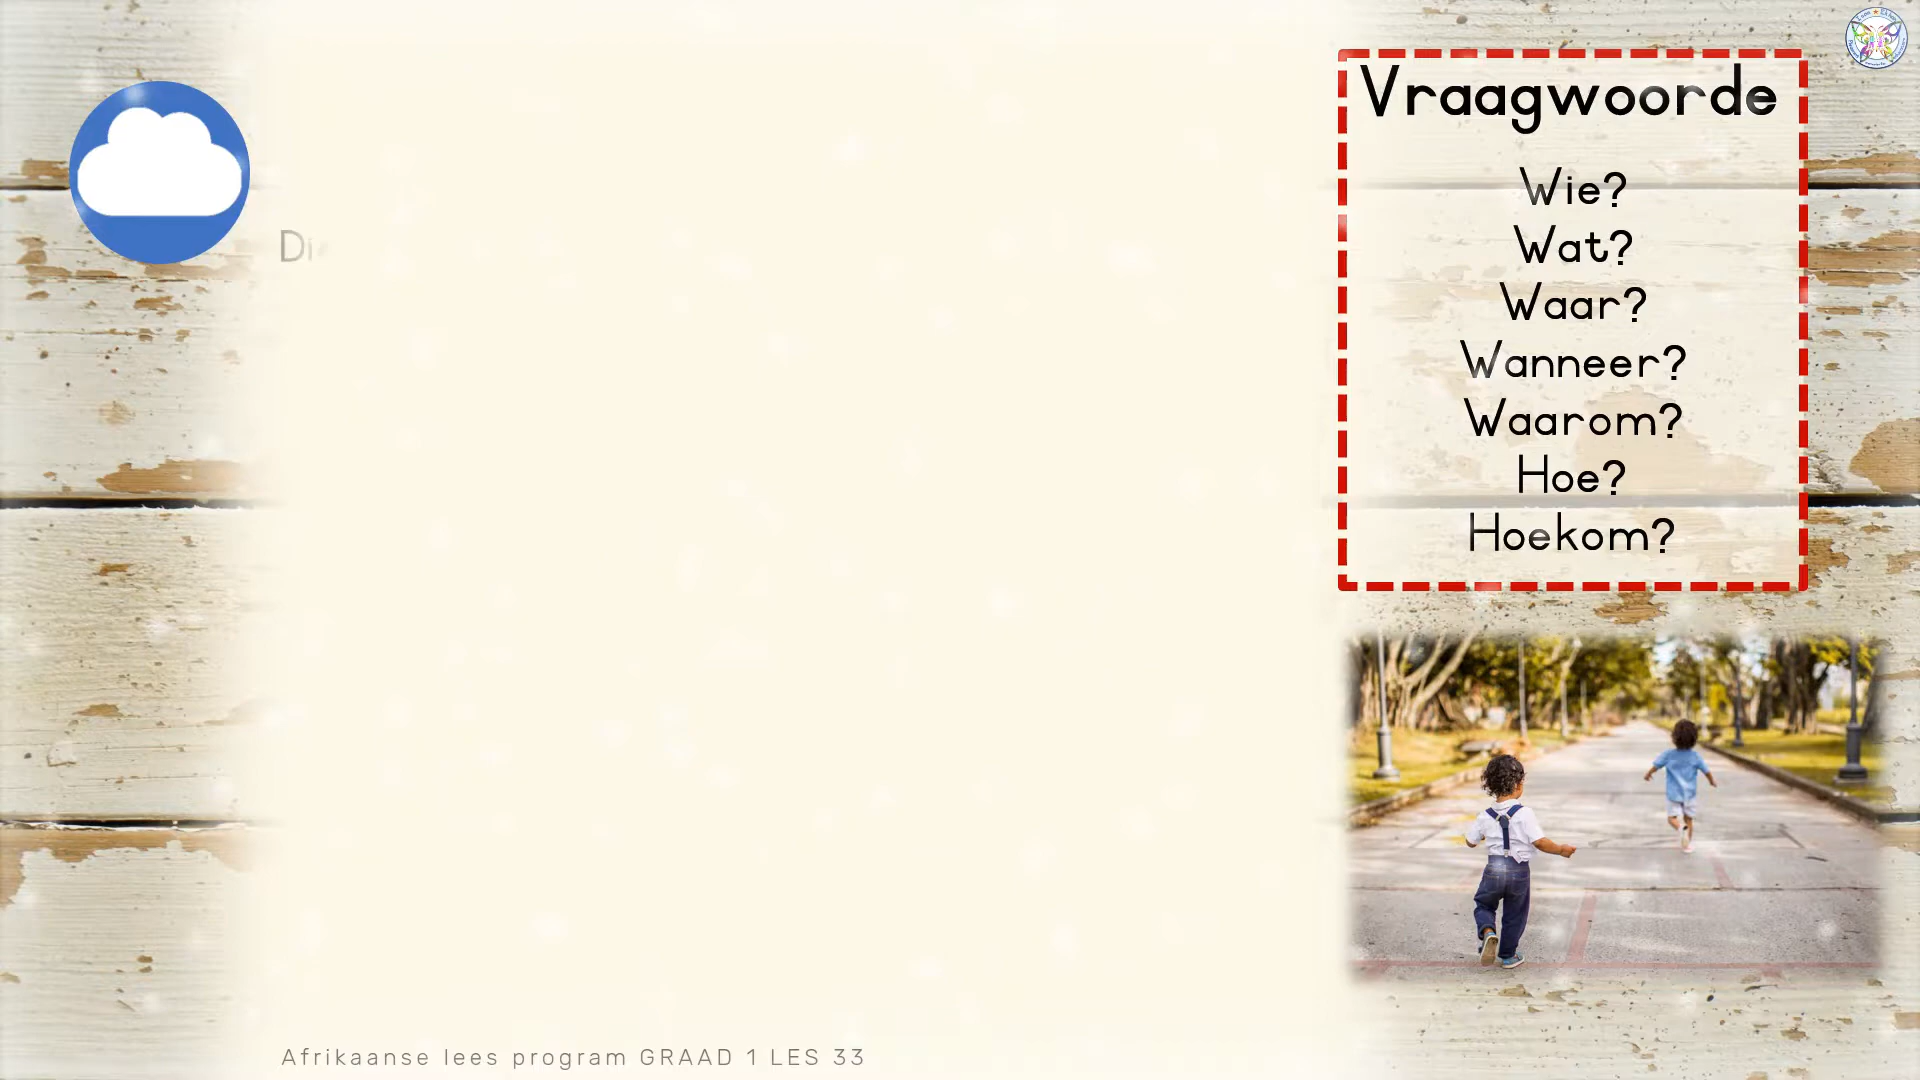 Vraagwoorde
Wie?
Wat?
Waar?
Wanneer?
Waarom?
Hoe?
Hoekom?
Afrikaanse lees program GRAAD 1 LES 33